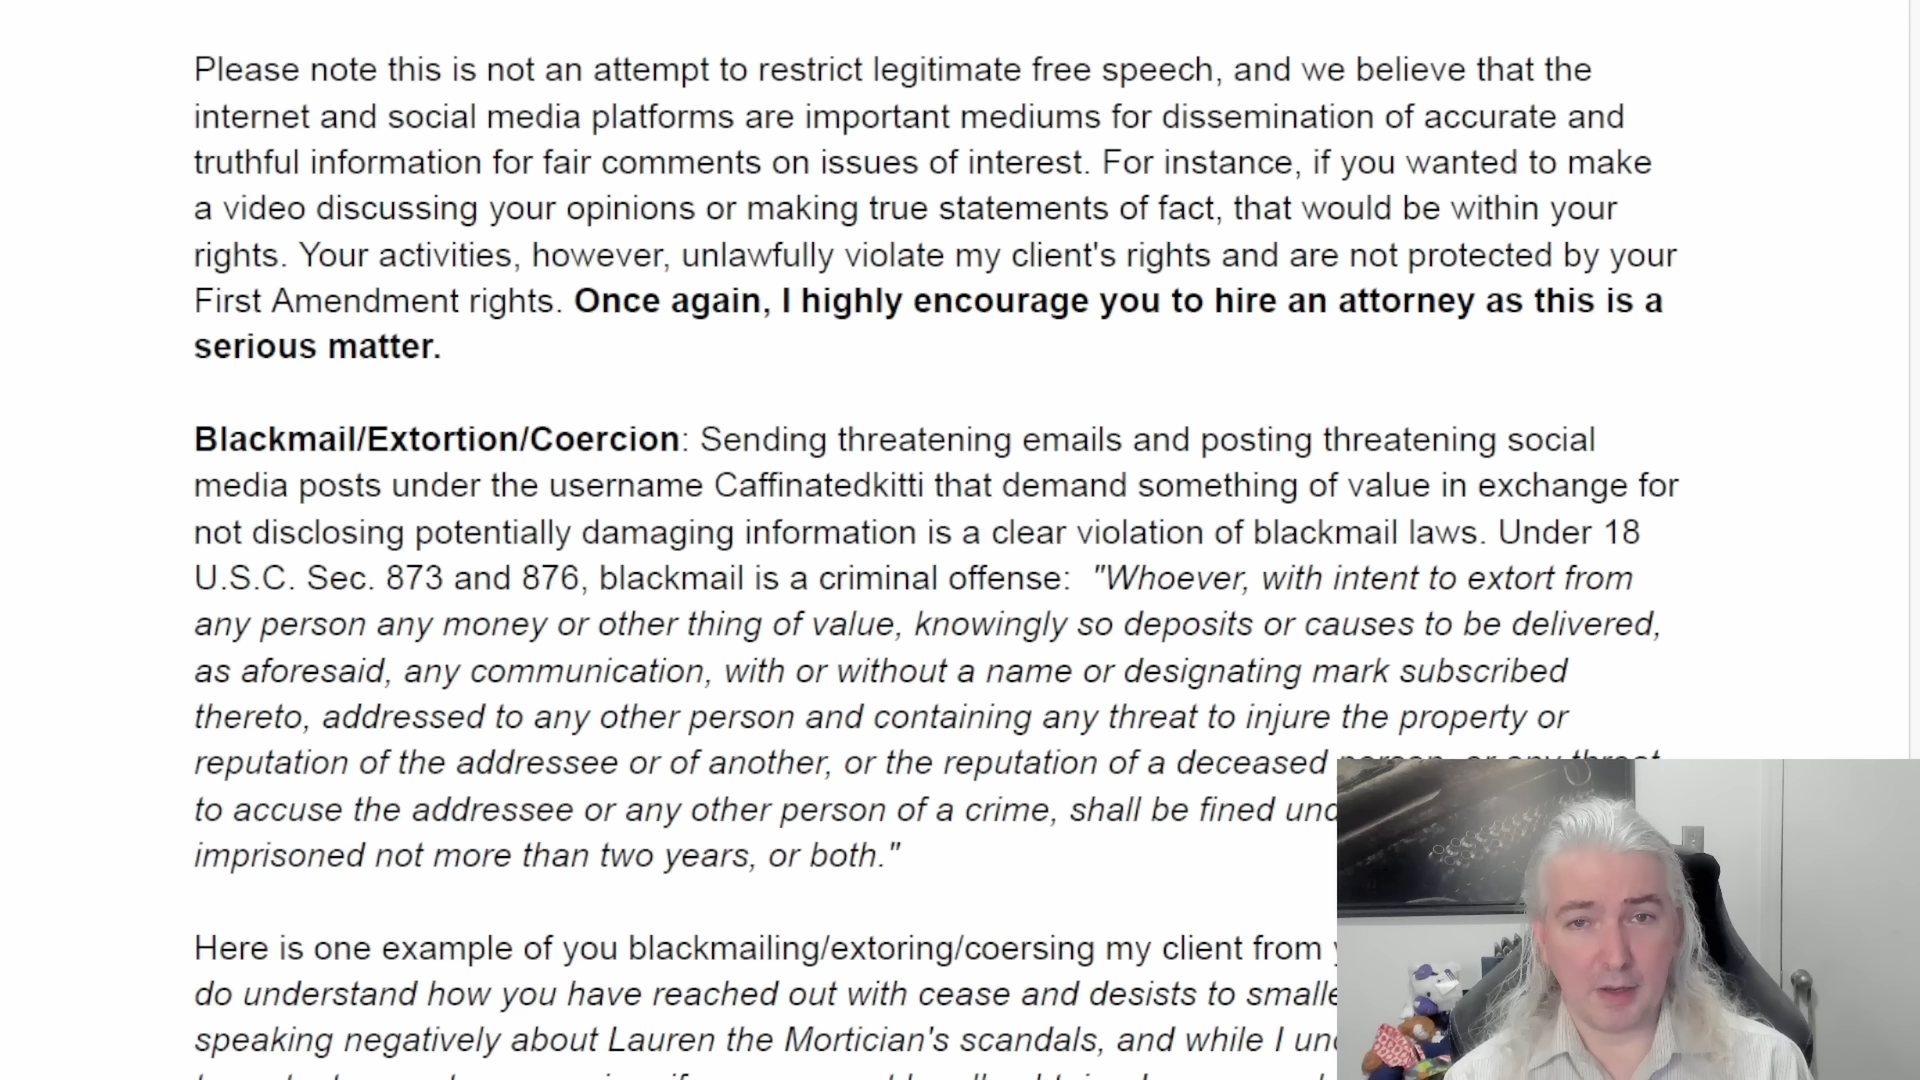 Please note this is not an attempt to restrict legitimate free speech, and we believe that the
internet and social media platforms are important mediums for dissemination of accurate and
truthful information for fair comments on issues of interest. For instance, if you wanted to make
a video discussing your opinions or making true statements of fact, that would be within your
rights. Your activities, however, unlawfully violate my client's rights and are not protected by your
First Amendment rights. Once again, I highly encourage you to hire an attorney as this is a
serious matter.
Blackmail/Extortion/Coercion: Sending threatening emails and posting threatening social
media posts under the username Caffinatedkitti that demand something of value in exchange for
not disclosing potentially damaging information is a clear violation of blackmail laws. Under 18
U.S.C. Sec. 873 and 876, blackmail is a criminal offense: "Whoever, with intent to extort from
any person any money or other thing of value, knowingly so deposits or causes to be delivered,
as aforesaid, any communication, with or without a name or designating mark subscribed
thereto, addressed to any other person and containing any threat to injure the property or
reputation of the addressee or of another, or the reputation of a deceased person, or any threat
to accuse the addressee or any other person of a crime, shall be fined
imprisoned not more than two years, or both."
Here is one example of you blackmailing/extoring/coersing my client from
do understand how you have reached out with cease and desists to
speaking negatively about Lauren the Mortician's scandals, and while I